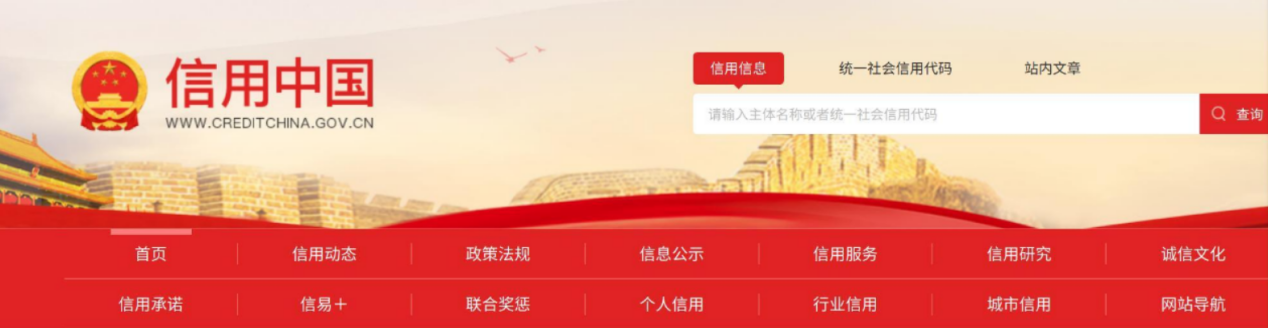 信用中国
WWW.CREDITCHINA.GOV.CN
信用信息 统一社会信用代码 站内文章
请输入主体名称或者统一社会信用代码 查询
首页 信用动态 政策法规 信息公示 信用服务 信用研究 诚信文化
信用承诺 信易＋ 联合奖惩 个人信用 行业信用 城市信用 网站导航